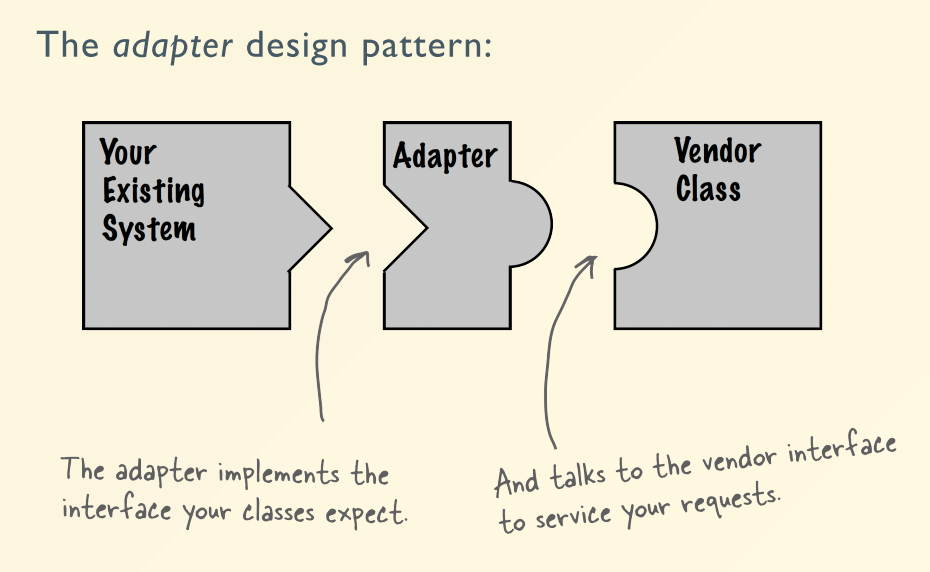 The adapter design pattern:
Your
Existing
System
Adapter
Vendor
Class
The adapter implements the
interface your classes expect.
And talks to the vendor interface
to service your requests.